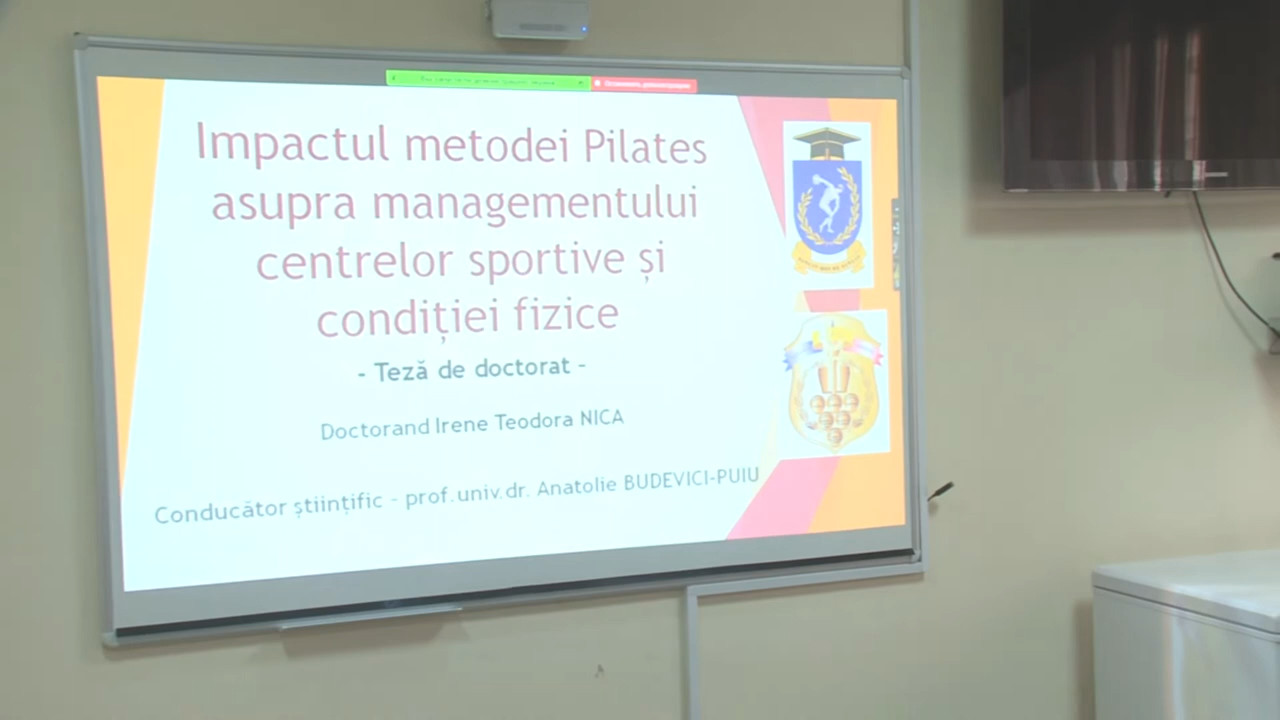 Impactul metodei Pilates
asupra managementului
centrelor sportive și
condiției fizice
- Teză de doctorat -
Doctorand Irene Teodora NICA
Conducător științific - prof.univ.dr. Anatolie BUDEVICI-PUIU